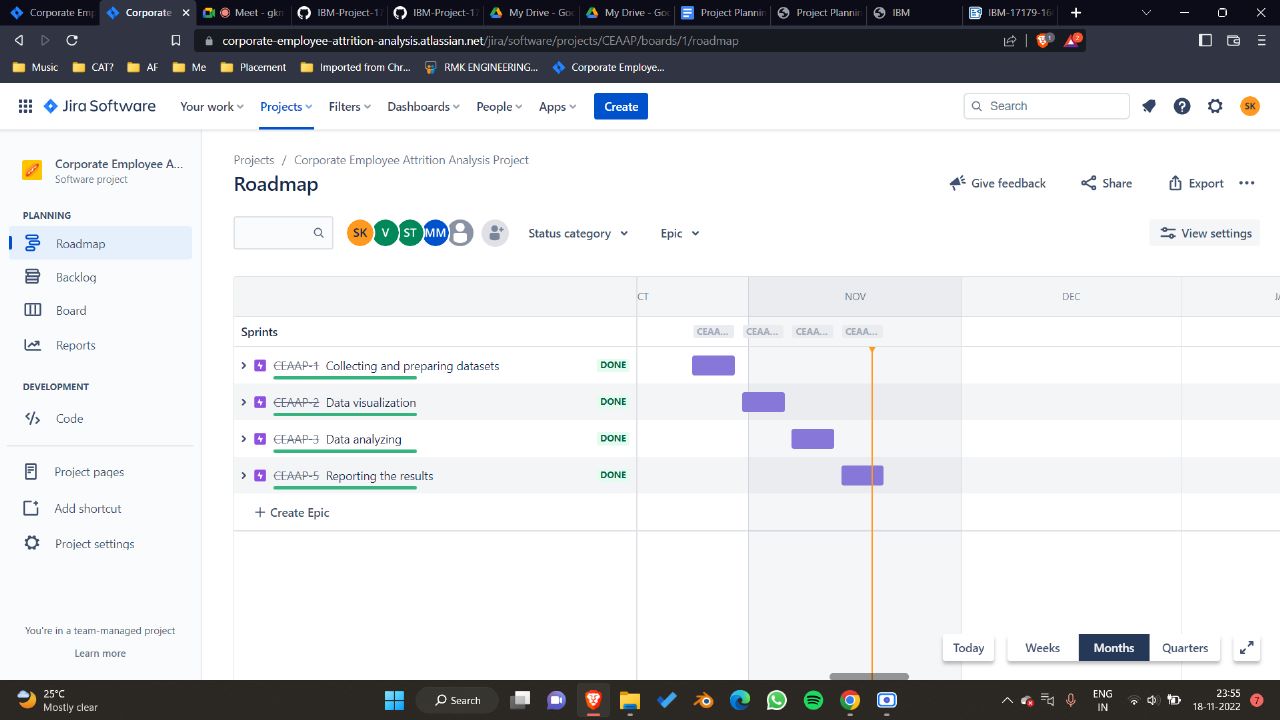 Corporate Emp
Corporate
Meet - gkm
IBM-Project-17
IBM-Project-17
My Drive - Goo
My Drive - Goo
Project Plannin
Project Plannin
IBM
IBM-17179-166
corporate-employee-attrition-analysis.atlassian.net/jira/software/projects/CEAAP/boards/1/roadmap
Music
CAT?
AF
Me
Placement
Imported from Chr...
RMK ENGINEERING...
Corporate Employe...
Jira Software
Your work
Projects
Filters
Dashboards
People
Apps
Create
Search
SK
Corporate Employee A...
Software project
Projects / Corporate Employee Attrition Analysis Project
Roadmap
Give feedback
Share
Export
PLANNING
Roadmap
Backlog
Board
Reports
DEVELOPMENT
Code
Project pages
Add shortcut
Project settings
You're in a team-managed project
Learn more
SK
V
ST
MM
Status category
Epic
View settings
CT
NOV
DEC
JA
Sprints
CEAA...
CEAA...
CEAA...
CEAA...
CEAAP-1 Collecting and preparing datasets DONE
CEAAP-2 Data visualization DONE
CEAAP-3 Data analyzing DONE
CEAAP-5 Reporting the results DONE
+ Create Epic
Today
Weeks
Months
Quarters
25°C
Mostly clear
Search
ENG
IN
23:55
18-11-2022
7